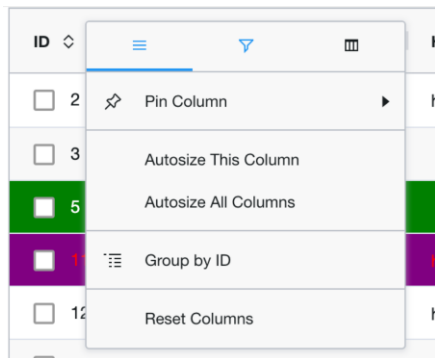 ID
2
Pin Column
3
Autosize This Column
5
Autosize All Columns
Group by ID
12
Reset Columns